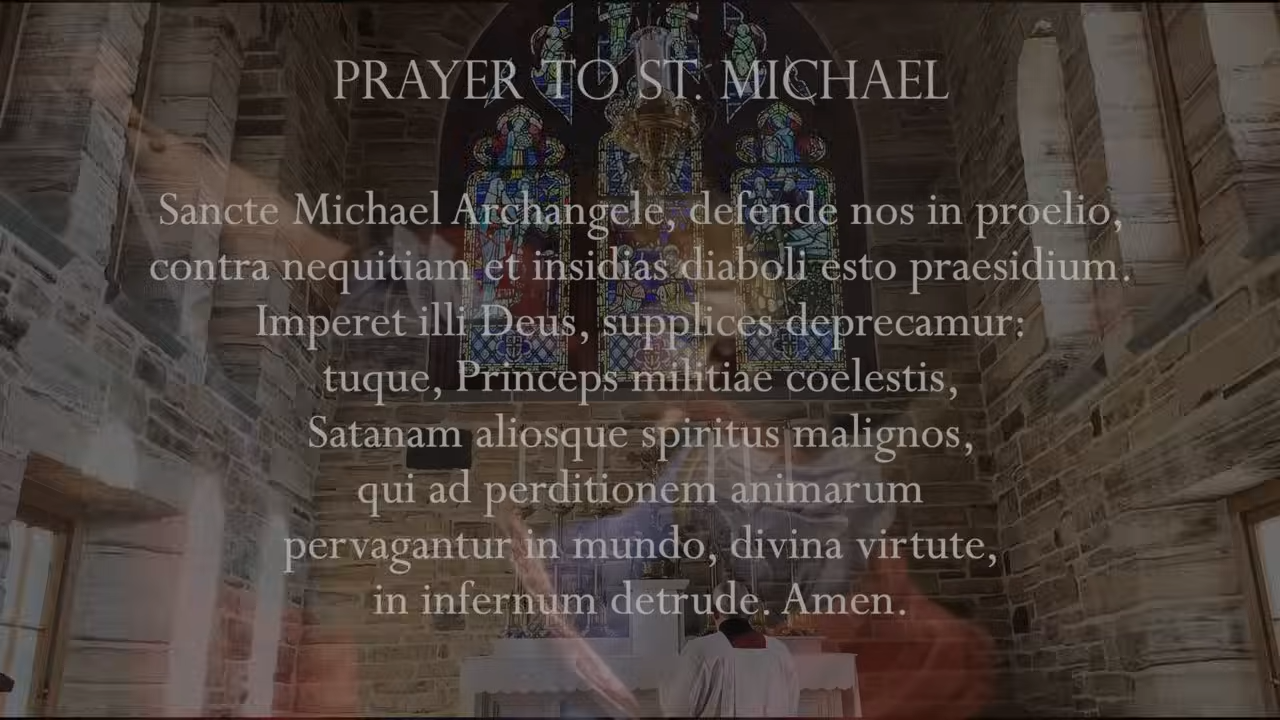 PRAYER TO ST. MICHAEL
Sancte Michael Archangele, defende nos in proelio,
contra nequitiam et insidias diaboli esto praesidium.
Imperet illi Deus, supplices deprecamur:
tuque, Princeps militiae coelestis,
Satanam aliosque spiritus malignos,
qui ad perditionem animarum
pervagantur in mundo, divina virtute,
in infernum detrude. Amen.